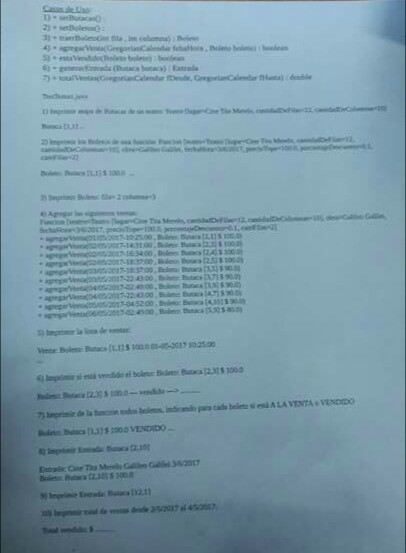 Casos de Uso:
1) + setButacas() :
2) + setBoletos() :
3) + traerBoleto(int fila , int columna) : Boleto
4) + agregarVenta(GregorianCalendar fechaHora , Boleto boleto) : boolean
5) + estaVendido(Boleto boleto) : boolean
6) + generarEntrada (Butaca butaca) : Entrada
7) + totalVentas(GregorianCalendar fDesde, GregorianCalendar fHasta) : double
1) Imprimir mapa de Butacas de un teatro: Teatro [lugar=Cine Tita Merelo, cantidadDeFilas=12, cantidadDeColumnas=10]
Butaca [1,1] ...
2) Imprimir los Boletos de una función: Funcion [teatro=Teatro [lugar=Cine Tita Merelo, cantidadDeFilas=12,
cantidadDeColumnas=10], obra=Galileo Galilei, fechaHora=3/6/2017, precioTope=100.0, porcentajeDescuento=0.1,
cantFilas=2]
Boleto: Butaca [1,1] $ 100.0 ...
3) Imprimir Boleto: fila= 2 columna=3
4) Agregar las siguientes ventas:
Funcion [teatro=Teatro [lugar=Cine Tita Merelo, cantidadDeFilas=12, cantidadDeColumnas=10], obra=Galileo Galilei,
fechaHora=3/6/2017, precioTope=100.0, porcentajeDescuento=0.1, cantFilas=2]
+ agregarVenta(01/05/2017-10:25:00 , Boleto: Butaca [1,1] $ 100.0)
+ agregarVenta(02/05/2017-14:31:00 , Boleto: Butaca [2,3] $ 100.0)
+ agregarVenta(02/05/2017-16:34:00 , Boleto: Butaca [2,4] $ 100.0)
+ agregarVenta(02/05/2017-18:37:00 , Boleto: Butaca [2,5] $ 100.0)
+ agregarVenta(03/05/2017-18:37:00 , Boleto: Butaca [3,5] $ 90.0)
+ agregarVenta(03/05/2017-22:43:00 , Boleto: Butaca [3,7] $ 90.0)
+ agregarVenta(04/05/2017-02:49:00 , Boleto: Butaca [3,9] $ 90.0)
+ agregarVenta(04/05/2017-22:43:00 , Boleto: Butaca [4,7] $ 90.0)
+ agregarVenta(05/05/2017-04:52:00 , Boleto: Butaca [4,10] $ 90.0)
+ agregarVenta(06/05/2017-02:49:00 , Boleto: Butaca [5,9] $ 80.0)
5) Imprimir la lista de ventas:
Venta: Boleto: Butaca [1,1] $ 100.0 01-05-2017 10:25:00
...
6) Imprimir si está vendido el boleto: Boleto: Butaca [2,3] $ 100.0
Boleto: Butaca [2,3] $ 100.0 --- vendido ---> ..........
7) Imprimir de la función todos boletos, indicando para cada boleto si está A LA VENTA o VENDIDO
Boleto: Butaca [1,1] $ 100.0 VENDIDO ...
8) Imprimir Entrada: Butaca [2,10]
Entrada: Cine Tita Merelo Galileo Galilei 3/6/2017
Boleto: Butaca [2,10] $ 100.0
9) Imprimir Entrada: Butaca [12,1]
10) Imprimir total de ventas desde 2/5/2017 al 4/5/2017:
Total vendido: $ ..........